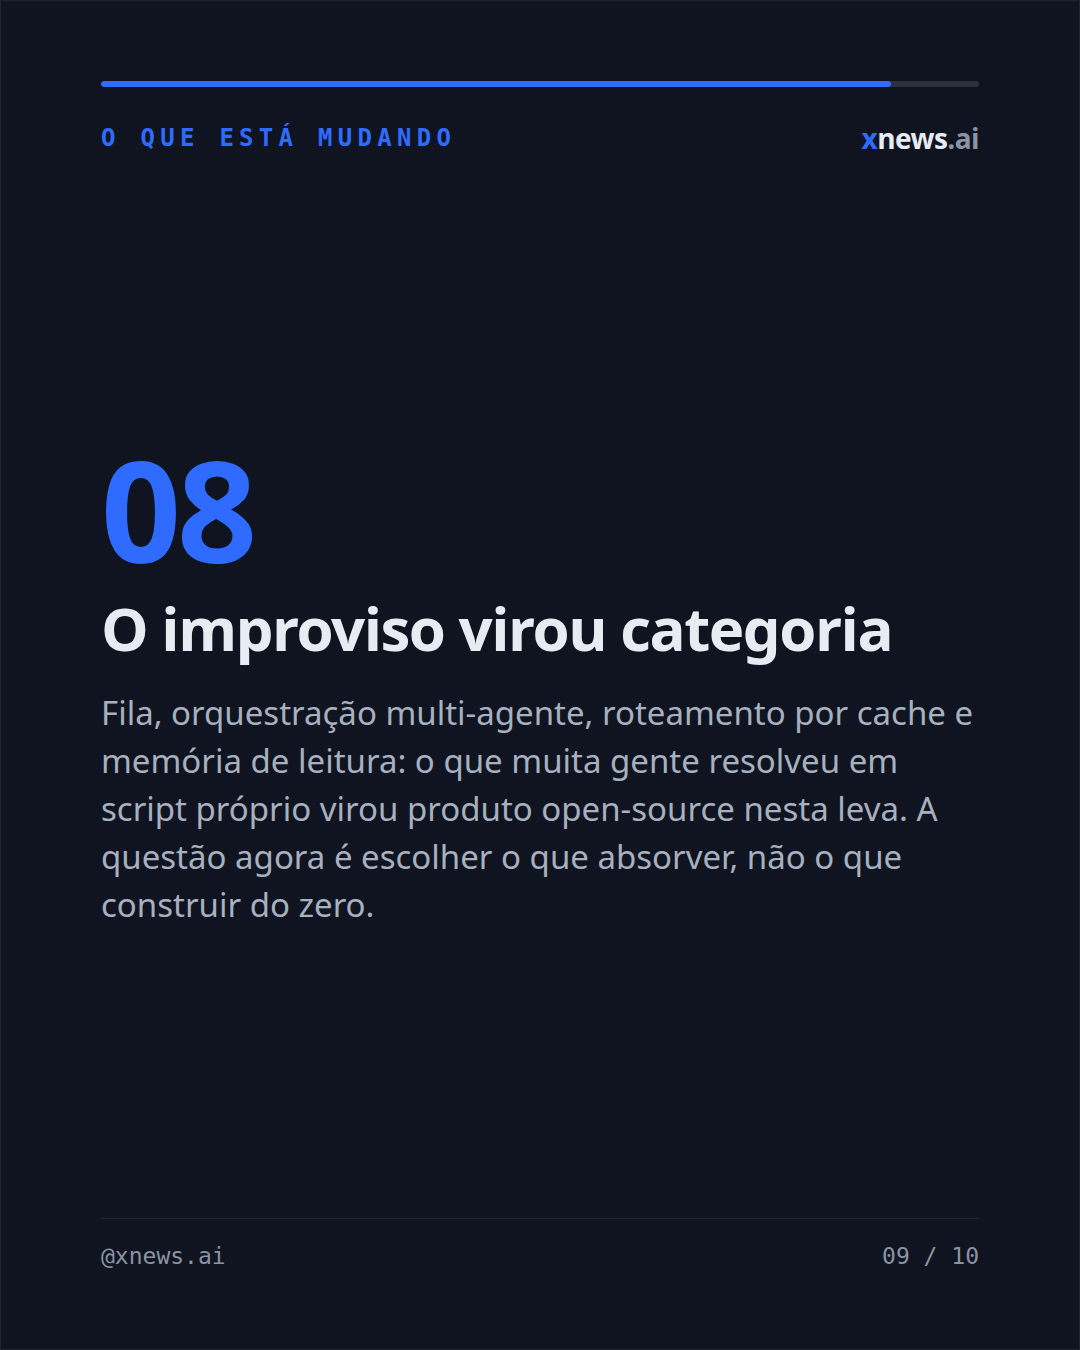 O QUE ESTÁ MUDANDO
xnews.ai
08
O improviso virou categoria
Fila, orquestração multi-agente, roteamento por cache e
memória de leitura: o que muita gente resolveu em
script próprio virou produto open-source nesta leva. A
questão agora é escolher o que absorver, não o que
construir do zero.
@xnews.ai
09 / 10